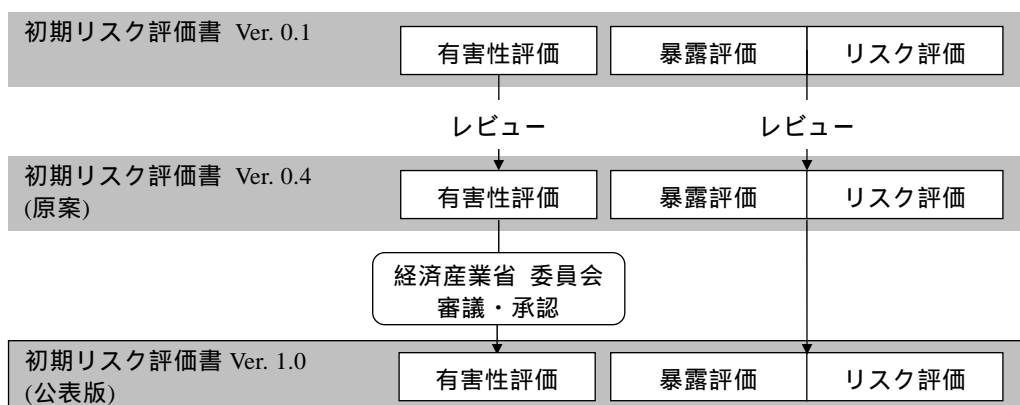 初期リスク評価書 Ver. 0.1
有害性評価
暴露評価
リスク評価
レビュー
レビュー
初期リスク評価書 Ver. 0.4
(原案)
有害性評価
暴露評価
リスク評価
経済産業省 委員会
審議・承認
初期リスク評価書 Ver. 1.0
(公表版)
有害性評価
暴露評価
リスク評価